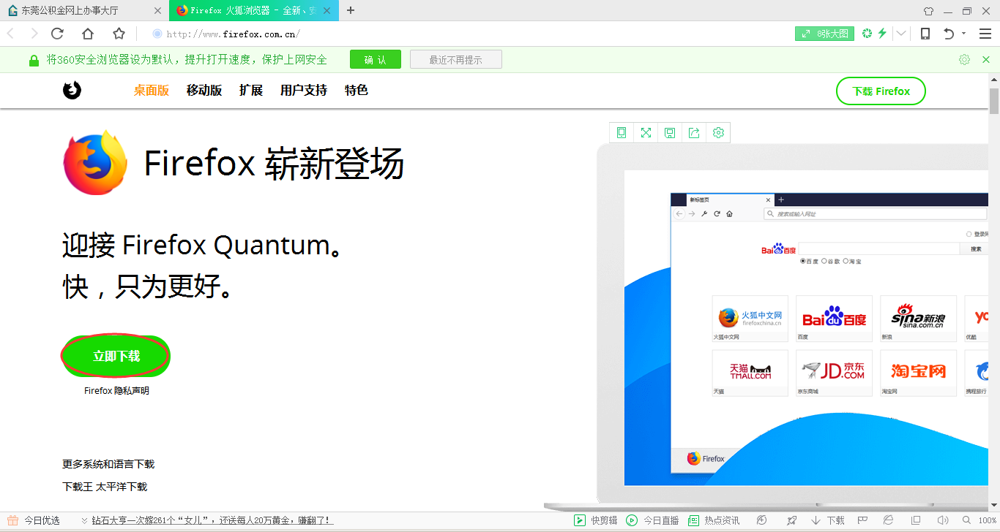 东莞公积金网上办事大厅
Firefox 火狐浏览器 - 全新、安
http://www.firefox.com.cn/
8张大图
将360安全浏览器设为默认，提升打开速度，保护上网安全
确 认
最近不再提示
桌面版 移动版 扩展 用户支持 特色
下载 Firefox
Firefox 崭新登场
迎接 Firefox Quantum。
快，只为更好。
立即下载
Firefox 隐私声明
更多系统和语言下载
下载王 太平洋下载
新标签页
搜索或输入网址
登录
Bai du 百度
搜索
百度 谷歌 淘宝
火狐中文网
firefoxchina.cn
火狐中文网
Bai du 百度
百度
sina新浪
sina.com.cn
新浪
优酷
天猫
TMALL.COM
天猫
JD.COM 京东
京东商城
淘宝网
淘宝网
携程旅行
Firefox
今日优选
钻石大亨一次嫁261个“女儿”，还送每人20万黄金，赚翻了！
快剪辑
今日直播
热点资讯
下载
100%